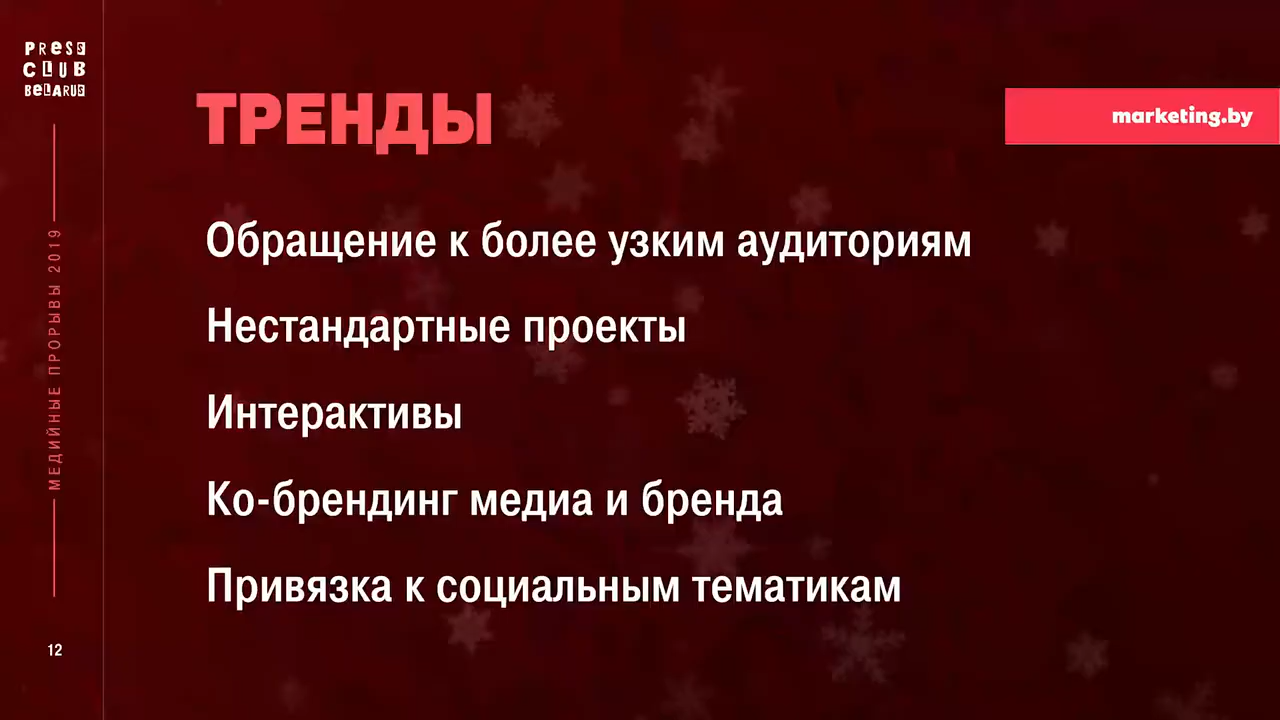 PRESS
CLUB
BELARUS
ТРЕНДЫ
marketing.by
Обращение к более узким аудиториям
Нестандартные проекты
Интерактивы
Ко-брендинг медиа и бренда
Привязка к социальным тематикам
МЕДИЙНЫЕ ПРОРЫВЫ 2019
12